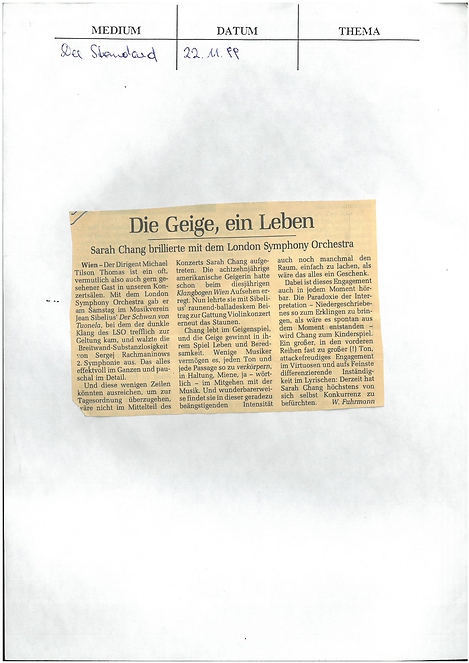 MEDIUM DATUM THEMA
Der Standard 22.11.99
Die Geige, ein Leben
Sarah Chang brillierte mit dem London Symphony Orchestra
Wien – Der Dirigent Michael
Tilson Thomas ist ein oft,
vermutlich also auch gern gese-
hener Gast in unseren Kon-
zertsälen. Mit dem London
Symphony Orchestra gab er
am Samstag im Musikverein
Jean Sibelius' Der Schwan von
Tuonela, bei dem der dunkle
Klang des LSO trefflich zur
Geltung kam, und walzte die
Breitwand-Substanzlosigkeit
von Sergej Rachmaninows
2. Symphonie aus. Das alles
effektvoll im Ganzen und pau-
schal im Detail.
Und diese wenigen Zeilen
könnten ausreichen, um zur
Tagesordnung überzugehen,
wäre nicht im Mittelteil des
Konzerts Sarah Chang aufge-
treten. Die achtzehnjährige
amerikanische Geigerin hatte
schon beim diesjährigen
Klangbogen Wien Aufsehen er-
regt. Nun lehrte sie mit Sibeli-
us' raunend-balladeskem Bei-
trag zur Gattung Violinkonzert
erneut das Staunen.
Chang lebt im Geigenspiel,
und die Geige gewinnt in ih-
rem Spiel Leben und Bered-
samkeit. Wenige Musiker
vermögen es, jeden Ton und
jede Passage so zu verkörpern,
in Haltung, Miene, ja – wört-
lich – im Mitgehen mit der
Musik. Und wunderbarerwei-
se findet sie in dieser geradezu
beängstigenden Intensität
auch noch manchmal den
Raum, einfach zu lachen, als
wäre das alles ein Geschenk.
Dabei ist dieses Engagement
auch in jedem Moment hör-
bar. Die Paradoxie der Inter-
pretation – Niedergeschriebe-
nes so zum Erklingen zu brin-
gen, als wäre es spontan aus
dem Moment enstanden –
wird Chang zum Kinderspiel.
Ein großer, in den vorderen
Reihen fast zu großer (!) Ton,
attackefreudiges Engagement
im Virtuosen und aufs Feinste
differenzierende Inständig-
keit im Lyrischen: Derzeit hat
Sarah Chang höchstens von
sich selbst Konkurrenz zu
befürchten. W. Fuhrmann